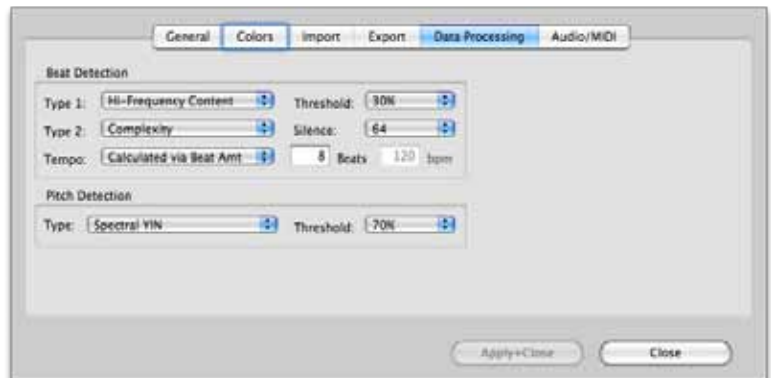 General Colors Import Export Data Processing Audio/MIDI
Beat Detection
Type 1: Hi-Frequency Content Threshold: 30%
Type 2: Complexity Silence: 64
Tempo: Calculated via Beat Amt 8 Beats 120 bpm
Pitch Detection
Type: Spectral YIN Threshold: 70%
Apply+Close Close